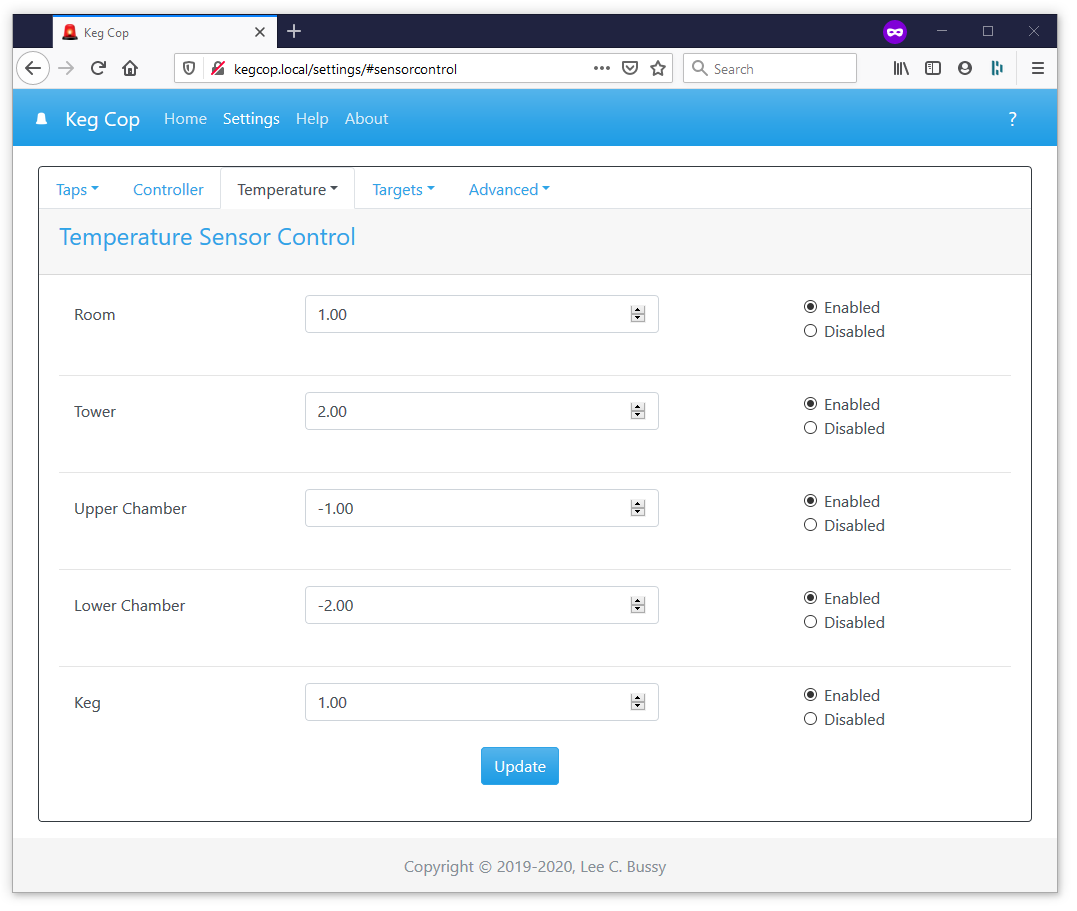 Keg Cop
kegcop.local/settings/#sensorcontrol
Search
Keg Cop Home Settings Help About ?
Taps Controller Temperature Targets Advanced
Temperature Sensor Control
Room 1.00 Enabled
Disabled
Tower 2.00 Enabled
Disabled
Upper Chamber -1.00 Enabled
Disabled
Lower Chamber -2.00 Enabled
Disabled
Keg 1.00 Enabled
Disabled
Update
Copyright © 2019-2020, Lee C. Bussy